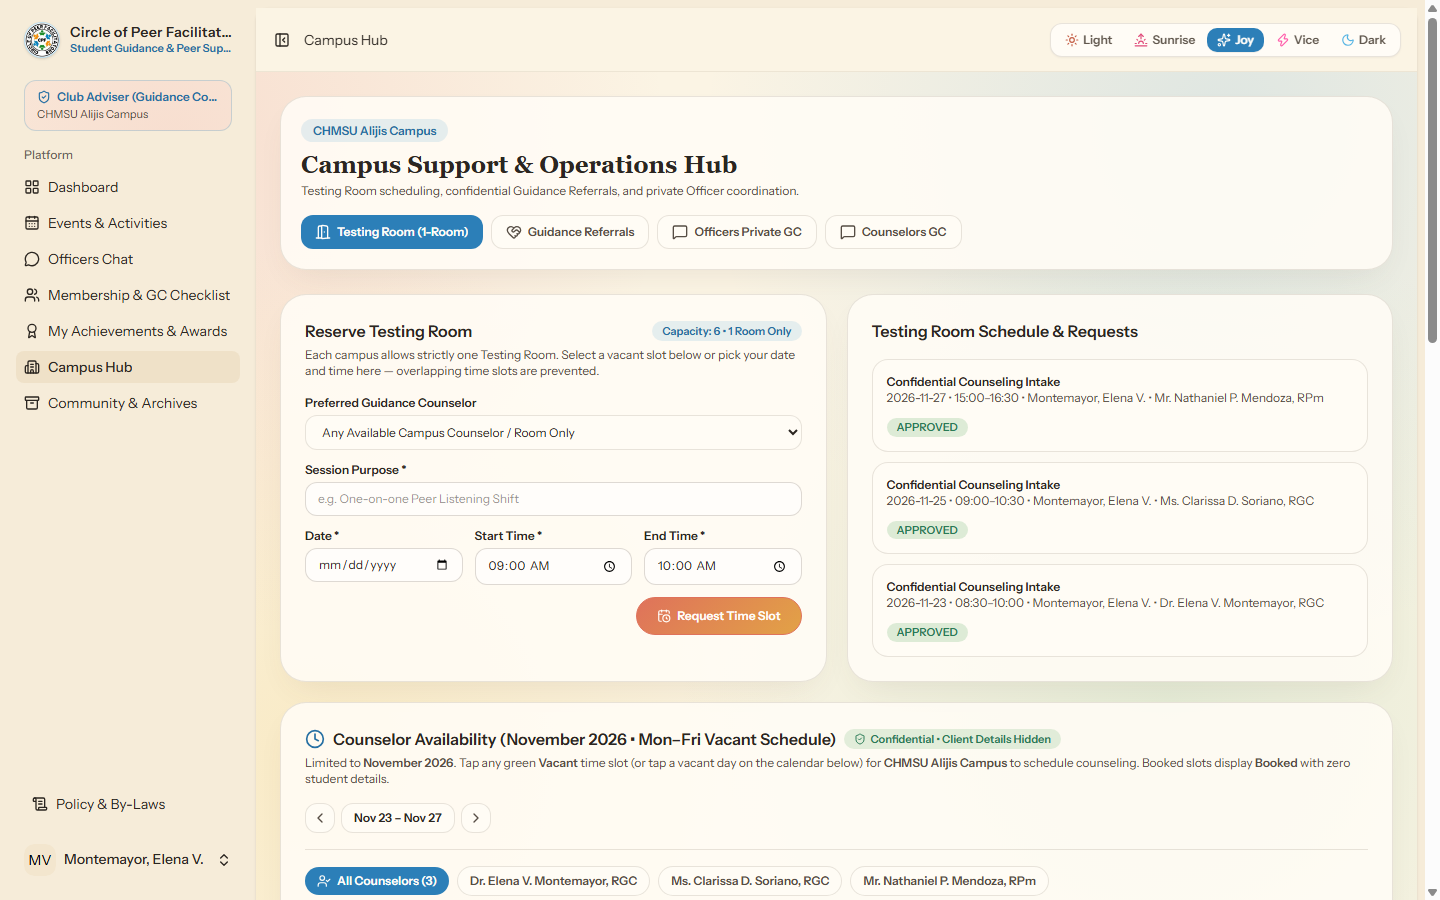 Circle of Peer Facilitat...
Student Guidance & Peer Sup...
Club Adviser (Guidance Co...
CHMSU Alijis Campus
Platform
Dashboard
Events & Activities
Officers Chat
Membership & GC Checklist
My Achievements & Awards
Campus Hub
Community & Archives
Policy & By-Laws
MV Montemayor, Elena V.
Campus Hub
Light Sunrise Joy Vice Dark
CHMSU Alijis Campus
Campus Support & Operations Hub
Testing Room scheduling, confidential Guidance Referrals, and private Officer coordination.
Testing Room (1-Room) Guidance Referrals Officers Private GC Counselors GC
Reserve Testing Room Capacity: 6 • 1 Room Only
Each campus allows strictly one Testing Room. Select a vacant slot below or pick your date
and time here — overlapping time slots are prevented.
Preferred Guidance Counselor
Any Available Campus Counselor / Room Only
Session Purpose *
e.g. One-on-one Peer Listening Shift
Date * Start Time * End Time *
mm/dd/yyyy 09:00 AM 10:00 AM
Request Time Slot
Testing Room Schedule & Requests
Confidential Counseling Intake
2026-11-27 • 15:00-16:30 • Montemayor, Elena V. • Mr. Nathaniel P. Mendoza, RPm
APPROVED
Confidential Counseling Intake
2026-11-25 • 09:00-10:30 • Montemayor, Elena V. • Ms. Clarissa D. Soriano, RGC
APPROVED
Confidential Counseling Intake
2026-11-23 • 08:30-10:00 • Montemayor, Elena V. • Dr. Elena V. Montemayor, RGC
APPROVED
Counselor Availability (November 2026 • Mon–Fri Vacant Schedule) Confidential • Client Details Hidden
Limited to November 2026. Tap any green Vacant time slot (or tap a vacant day on the calendar below) for CHMSU Alijis Campus to schedule counseling. Booked slots display Booked with zero
student details.
Nov 23 – Nov 27
All Counselors (3) Dr. Elena V. Montemayor, RGC Ms. Clarissa D. Soriano, RGC Mr. Nathaniel P. Mendoza, RPm